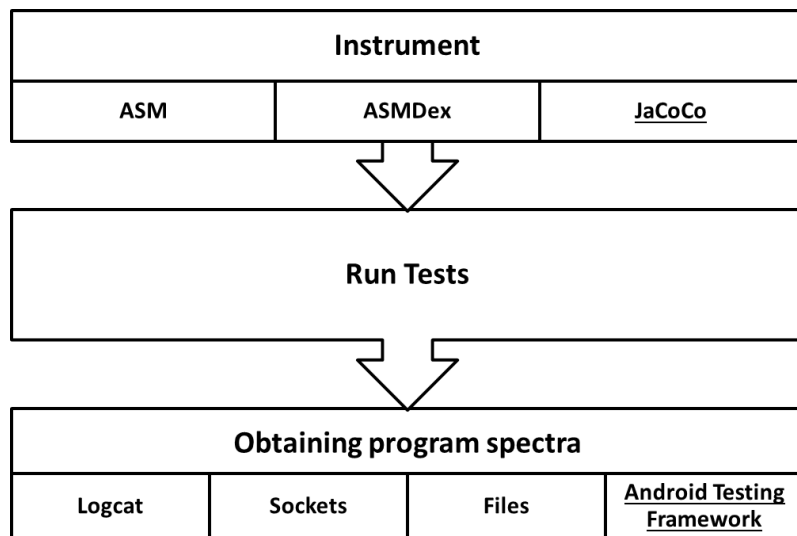 Instrument
ASM
ASMDex
JaCoCo
Run Tests
Obtaining program spectra
Logcat
Sockets
Files
Android Testing
Framework